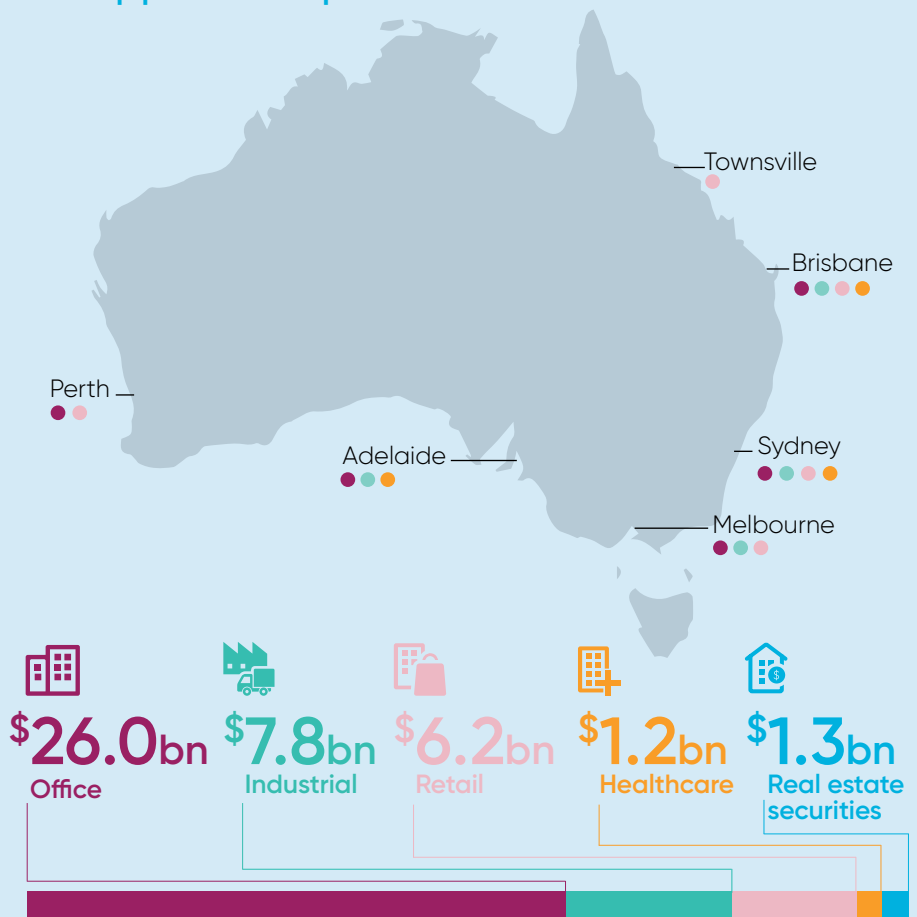 Townsville
Brisbane
Perth
Adelaide
Sydney
Melbourne
$26.0bn
Office
$7.8bn
Industrial
$6.2bn
Retail
$1.2bn
Healthcare
$1.3bn
Real estate
securities